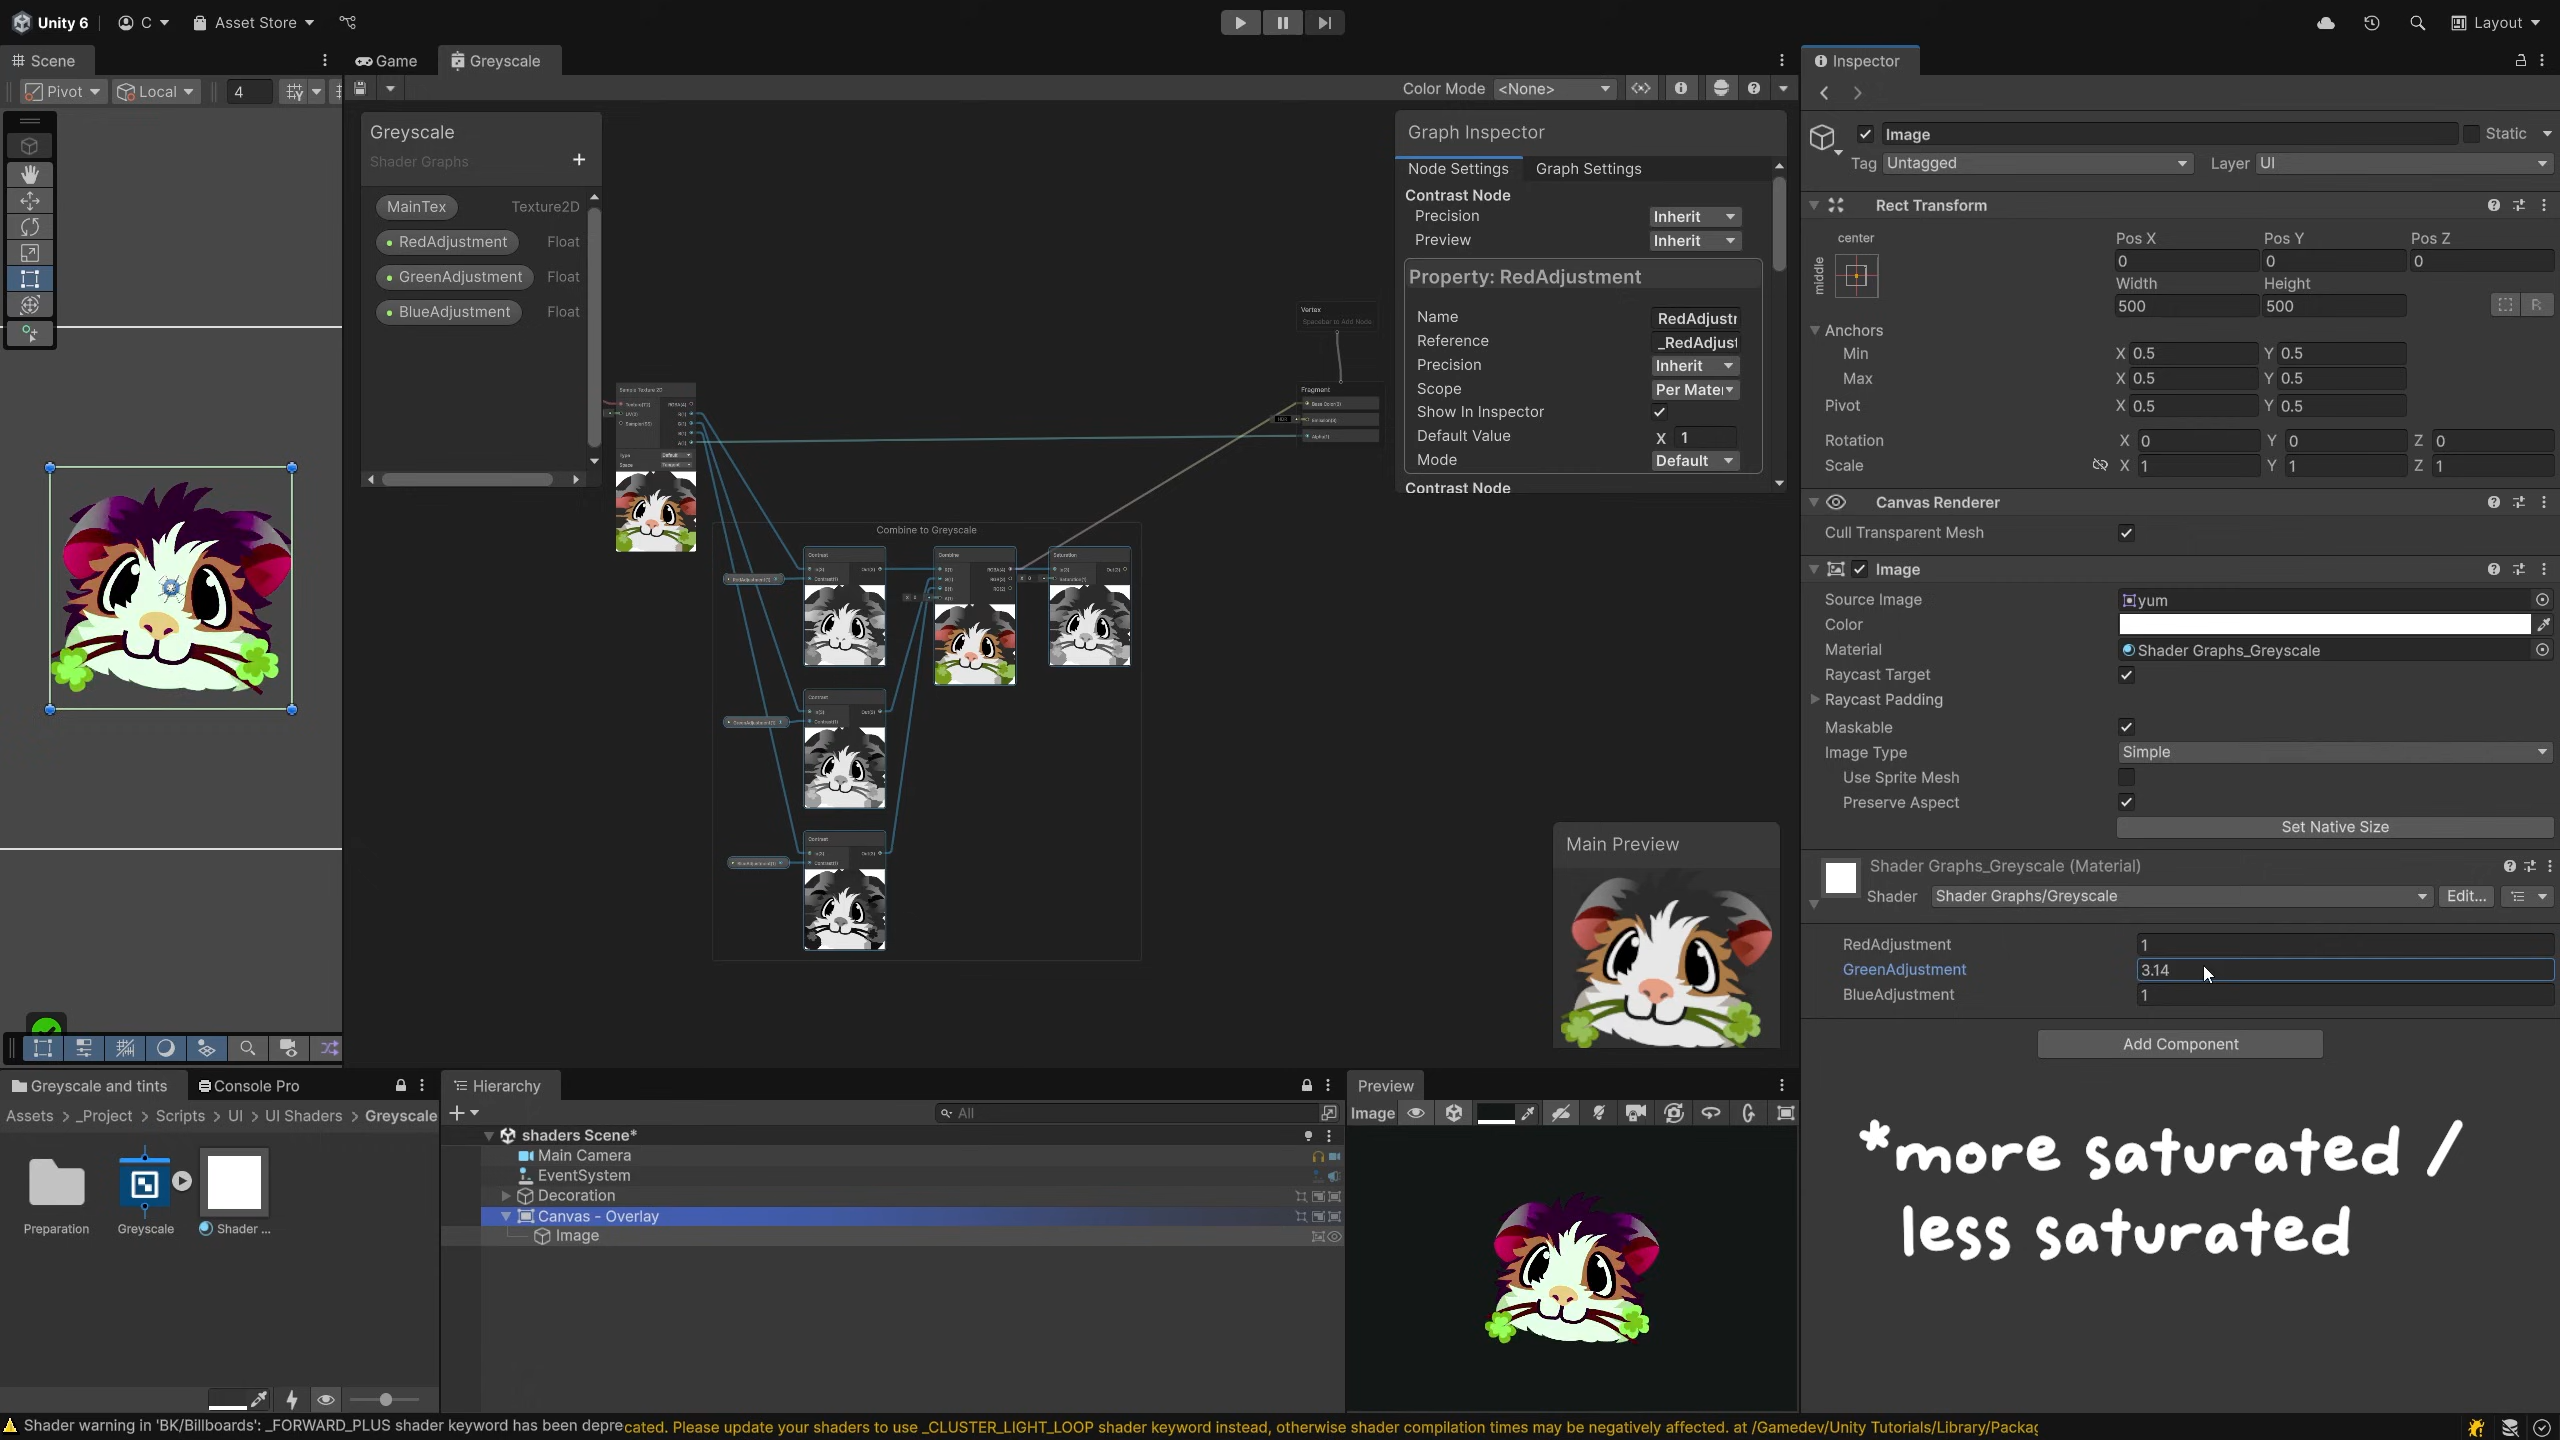 Unity 6
C
Asset Store
Layout
Scene
Game
Greyscale
Inspector
Pivot
Local
4
Color Mode
<None>
Greyscale
Shader Graphs
MainTex
Texture2D
RedAdjustment
Float
GreenAdjustment
Float
BlueAdjustment
Float
Graph Inspector
Node Settings
Graph Settings
Contrast Node
Precision
Inherit
Preview
Inherit
Property: RedAdjustment
Name
RedAdjustr
Reference
_RedAdjust
Precision
Inherit
Scope
Per Mater
Show In Inspector
Default Value
X 1
Mode
Default
Contrast Node
Vertex
Fragment
Sample Texture 2D
Combine to Greyscale
Contrast
Combine
Saturation
Contrast
Contrast
Main Preview
Image
Static
Tag
Untagged
Layer
UI
Rect Transform
center
middle
Pos X
Pos Y
Pos Z
0
0
0
Width
Height
500
500
R
Anchors
Min
X 0.5
Y 0.5
Max
X 0.5
Y 0.5
Pivot
X 0.5
Y 0.5
Rotation
X 0
Y 0
Z 0
Scale
X 1
Y 1
Z 1
Canvas Renderer
Cull Transparent Mesh
Image
Source Image
yum
Color
Material
Shader Graphs_Greyscale
Raycast Target
Raycast Padding
Maskable
Image Type
Simple
Use Sprite Mesh
Preserve Aspect
Set Native Size
Shader Graphs_Greyscale (Material)
Shader
Shader Graphs/Greyscale
Edit...
RedAdjustment
1
GreenAdjustment
3.14
BlueAdjustment
1
Add Component
*more saturated /
less saturated
Greyscale and tints
Console Pro
Assets > _Project > Scripts > UI > UI Shaders > Greyscale
Preparation
Greyscale
Shader ...
Hierarchy
All
shaders Scene*
Main Camera
EventSystem
Decoration
Canvas - Overlay
Image
Preview
Image
Shader warning in 'BK/Billboards': _FORWARD_PLUS shader keyword has been deprecated. Please update your shaders to use _CLUSTER_LIGHT_LOOP shader keyword instead, otherwise shader compilation times may be negatively affected. at /Gamedev/Unity Tutorials/Library/Packag